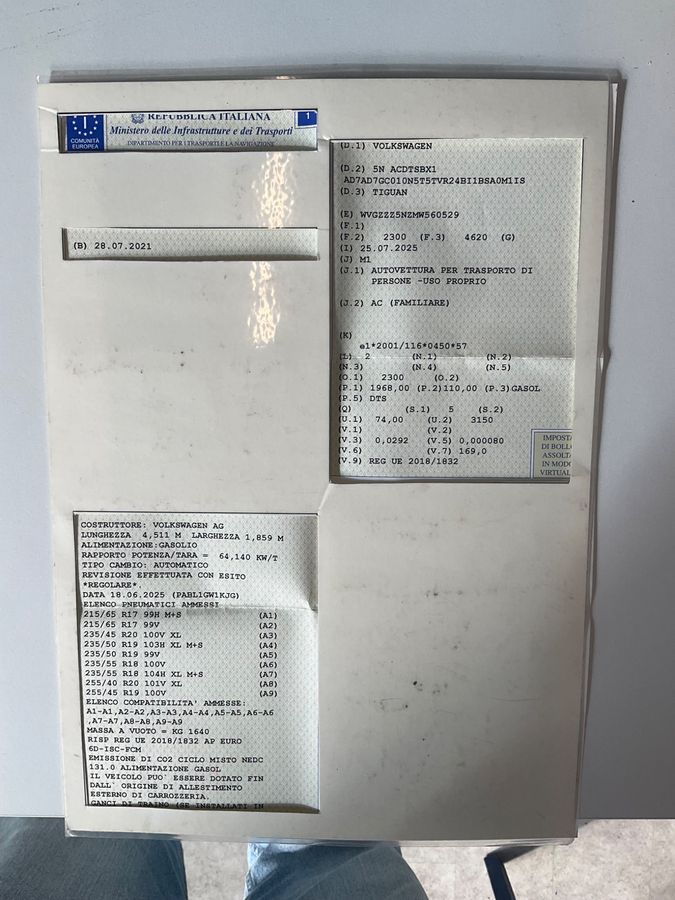 REPUBBLICA ITALIANA
1
Ministero delle Infrastrutture e dei Trasporti
DIPARTIMENTO PER I TRASPORTI E LA NAVIGAZIONE
I
COMUNITÀ
EUROPEA
(B) 28.07.2021
(D.1) VOLKSWAGEN
(D.2) 5N ACDTSBX1
AD7AD7GC010N5T5TVR24BI1BSA0M1IS
(D.3) TIGUAN
(E) WVGZZZ5NZMW560529
(F.1)
(F.2) 2300 (F.3) 4620 (G)
(I) 25.07.2025
(J) M1
(J.1) AUTOVETTURA PER TRASPORTO DI
PERSONE -USO PROPRIO
(J.2) AC (FAMILIARE)
(K)
e1*2001/116*0450*57
(L) 2 (N.1) (N.2)
(N.3) (N.4) (N.5)
(O.1) 2300 (O.2)
(P.1) 1968,00 (P.2)110,00 (P.3)GASOL
(P.5) DTS
(Q) (S.1) 5 (S.2)
(U.1) 74,00 (U.2) 3150
(V.1) (V.2)
(V.3) 0,0292 (V.5) 0,000080
(V.6) (V.7) 169,0
(V.9) REG UE 2018/1832
IMPOSTA
DI BOLL
ASSOLTA
IN MODO
VIRTUAL
COSTRUTTORE: VOLKSWAGEN AG
LUNGHEZZA 4,511 M LARGHEZZA 1,859 M
ALIMENTAZIONE:GASOLIO
RAPPORTO POTENZA/TARA = 64,140 KW/T
TIPO CAMBIO: AUTOMATICO
REVISIONE EFFETTUATA CON ESITO
*REGOLARE*.
DATA 18.06.2025 (PABL1GW1KJG)
ELENCO PNEUMATICI AMMESSI
215/65 R17 99H M+S (A1)
215/65 R17 99V (A2)
235/45 R20 100V XL (A3)
235/50 R19 103H XL M+S (A4)
235/50 R19 99V (A5)
235/55 R18 100V (A6)
235/55 R18 104H XL M+S (A7)
255/40 R20 101V XL (A8)
255/45 R19 100V (A9)
ELENCO COMPATIBILITA' AMMESSE:
A1-A1,A2-A2,A3-A3,A4-A4,A5-A5,A6-A6
,A7-A7,A8-A8,A9-A9
MASSA A VUOTO = KG 1640
RISP REG UE 2018/1832 AP EURO
6D-ISC-FCM
EMISSIONE DI CO2 CICLO MISTO NEDC
131.0 ALIMENTAZIONE GASOL
IL VEICOLO PUO` ESSERE DOTATO FIN
DALL` ORIGINE DI ALLESTIMENTO
ESTERNO DI CARROZZERIA.
GANCI DI TRAINO (SE INSTALLATI IN